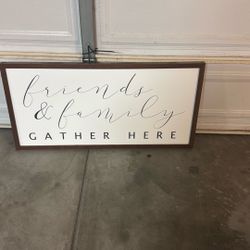 friends
& family
GATHER HERE